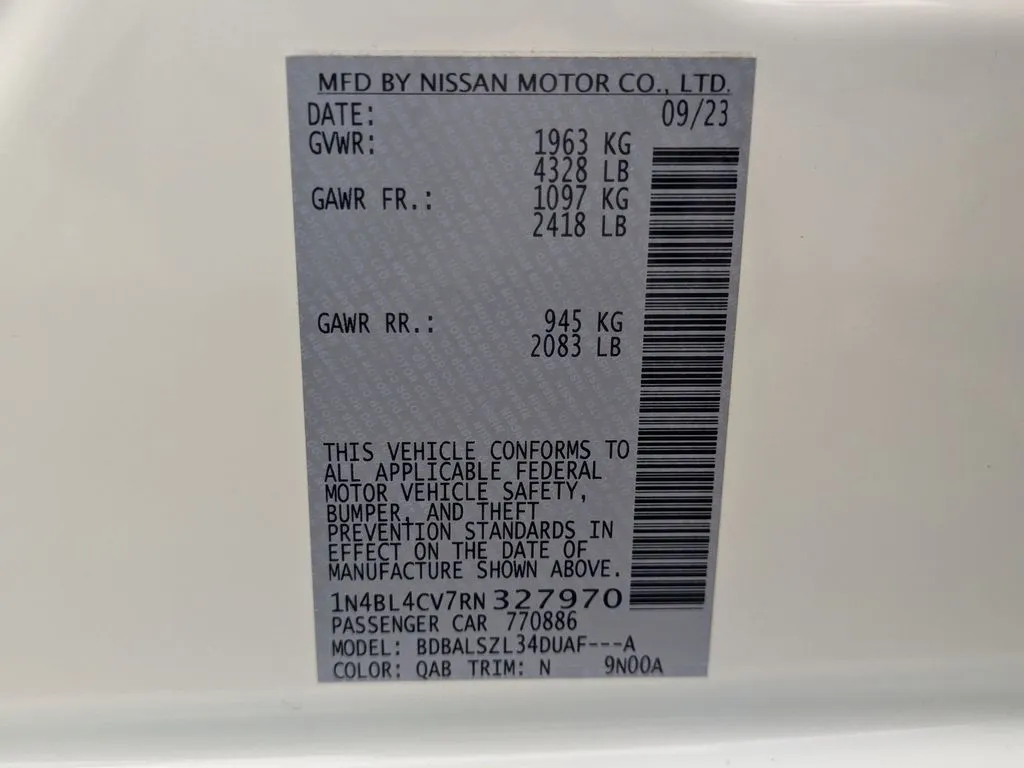 MFD BY NISSAN MOTOR CO., LTD.
DATE: 09/23
GVWR: 1963 KG
4328 LB
GAWR FR.: 1097 KG
2418 LB
GAWR RR.: 945 KG
2083 LB
THIS VEHICLE CONFORMS TO
ALL APPLICABLE FEDERAL
MOTOR VEHICLE SAFETY,
BUMPER, AND THEFT
PREVENTION STANDARDS IN
EFFECT ON THE DATE OF
MANUFACTURE SHOWN ABOVE.
1N4BL4CV7RN327970
PASSENGER CAR 770886
MODEL: BDBALSZL34DUAF---A
COLOR: QAB TRIM: N 9N00A